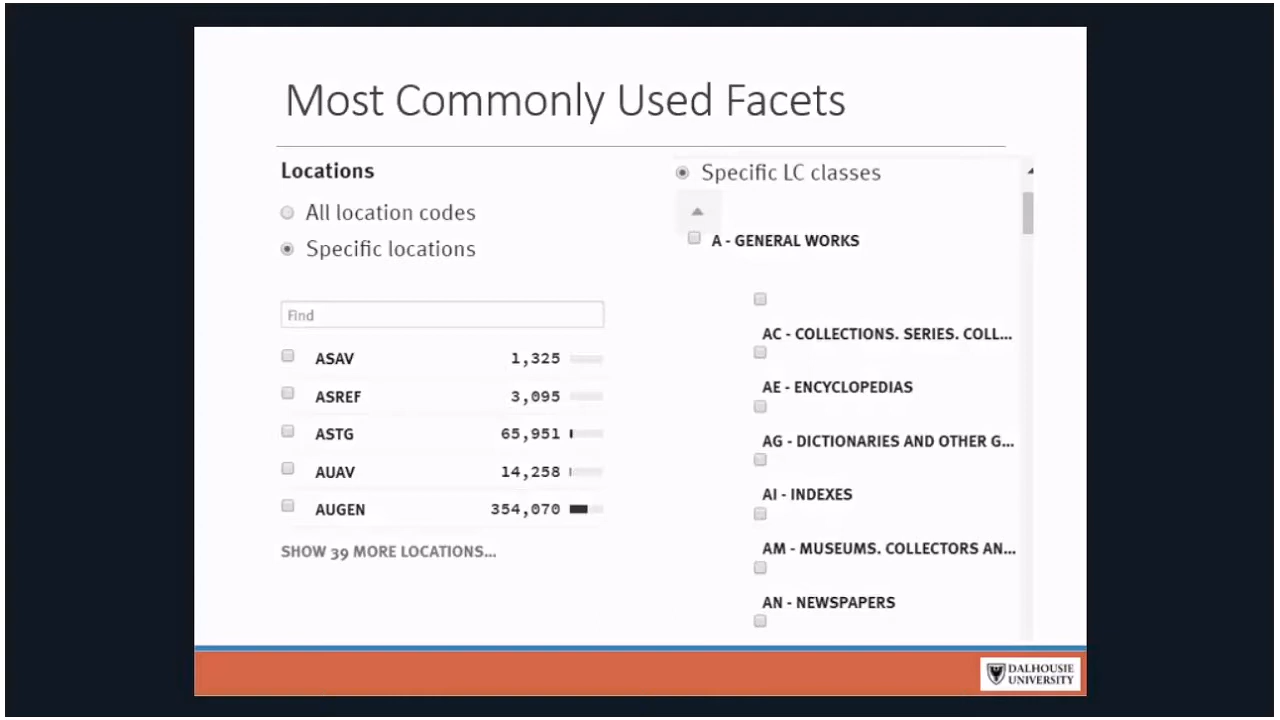 Most Commonly Used Facets
Locations
All location codes
Specific locations
Find
ASAV 1,325
ASREF 3,095
ASTG 65,951
AUAV 14,258
AUGEN 354,070
SHOW 39 MORE LOCATIONS...
Specific LC classes
A - GENERAL WORKS
AC - COLLECTIONS. SERIES. COLL...
AE - ENCYCLOPEDIAS
AG - DICTIONARIES AND OTHER G...
AI - INDEXES
AM - MUSEUMS. COLLECTORS AN...
AN - NEWSPAPERS
DALHOUSIE
UNIVERSITY